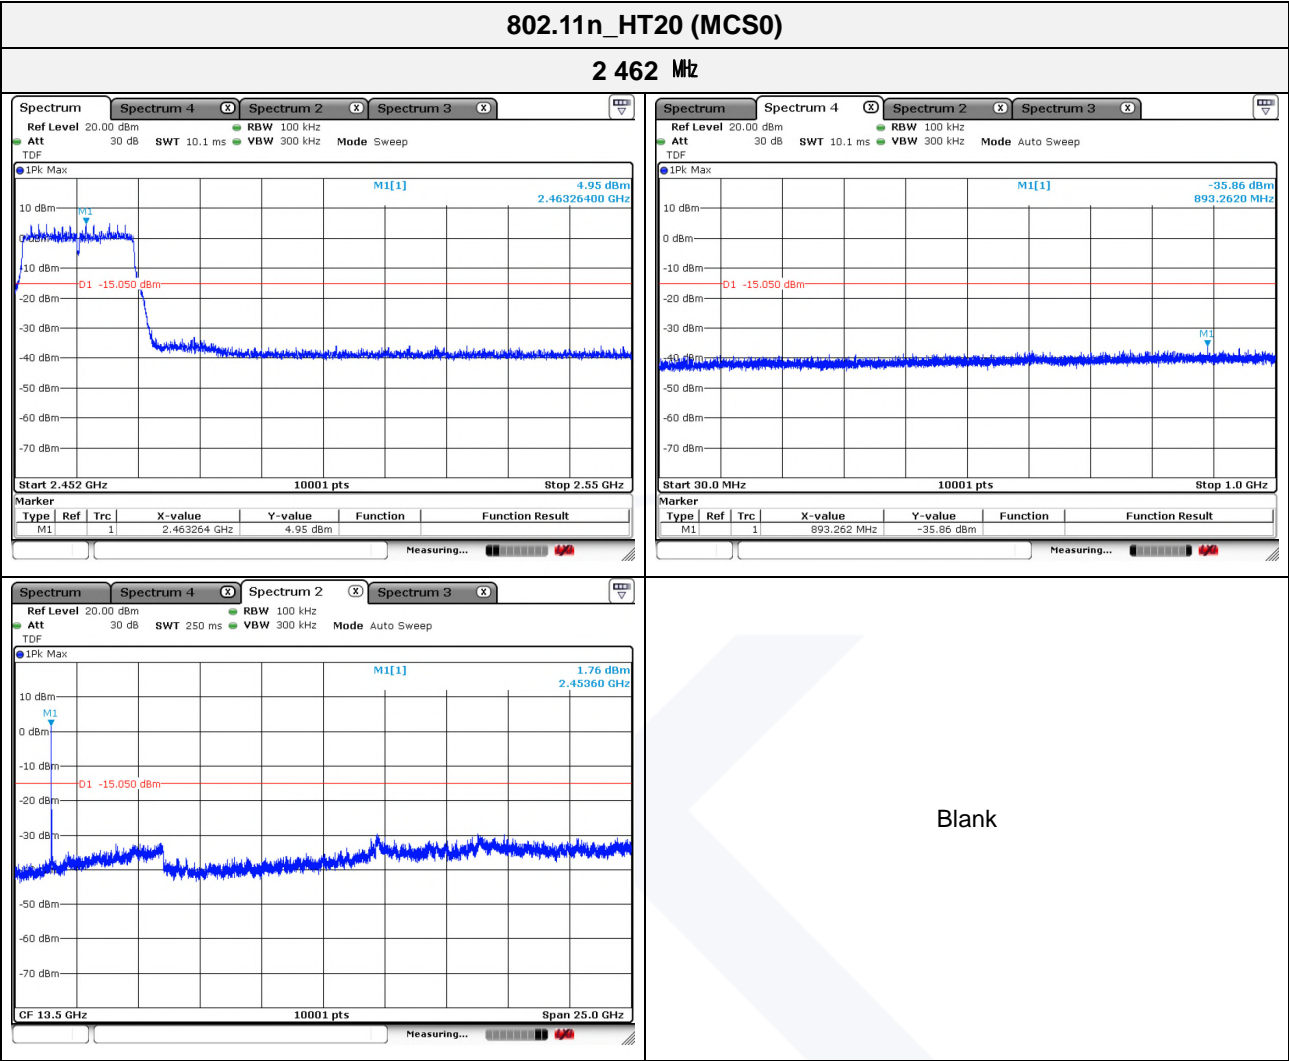 802.11n_HT20 (MCS0)
2 462 ㎒
Spectrum Spectrum 4 X Spectrum 2 X Spectrum 3 X
Ref Level 20.00 dBm RBW 100 kHz
Att 30 dB SWT 10.1 ms VBW 300 kHz Mode Sweep
TDF
1Pk Max
M1[1] 4.95 dBm
2.46326400 GHz
10 dBm
M1
0 dBm
-10 dBm
D1 -15.050 dBm
-20 dBm
-30 dBm
-40 dBm
-50 dBm
-60 dBm
-70 dBm
Start 2.452 GHz 10001 pts Stop 2.55 GHz
Marker
Type Ref Trc X-value Y-value Function Function Result
M1 1 2.463264 GHz 4.95 dBm
Measuring...
Spectrum Spectrum 4 X Spectrum 2 X Spectrum 3 X
Ref Level 20.00 dBm RBW 100 kHz
Att 30 dB SWT 10.1 ms VBW 300 kHz Mode Auto Sweep
TDF
1Pk Max
M1[1] -35.86 dBm
893.2620 MHz
10 dBm
0 dBm
-10 dBm
D1 -15.050 dBm
-20 dBm
-30 dBm
M1
-40 dBm
-50 dBm
-60 dBm
-70 dBm
Start 30.0 MHz 10001 pts Stop 1.0 GHz
Marker
Type Ref Trc X-value Y-value Function Function Result
M1 1 893.262 MHz -35.86 dBm
Measuring...
Spectrum Spectrum 4 X Spectrum 2 X Spectrum 3 X
Ref Level 20.00 dBm RBW 100 kHz
Att 30 dB SWT 250 ms VBW 300 kHz Mode Auto Sweep
TDF
1Pk Max
M1[1] 1.76 dBm
2.45360 GHz
10 dBm
M1
0 dBm
-10 dBm
D1 -15.050 dBm
-20 dBm
-30 dBm
-50 dBm
-60 dBm
-70 dBm
CF 13.5 GHz 10001 pts Span 25.0 GHz
Measuring...
Blank